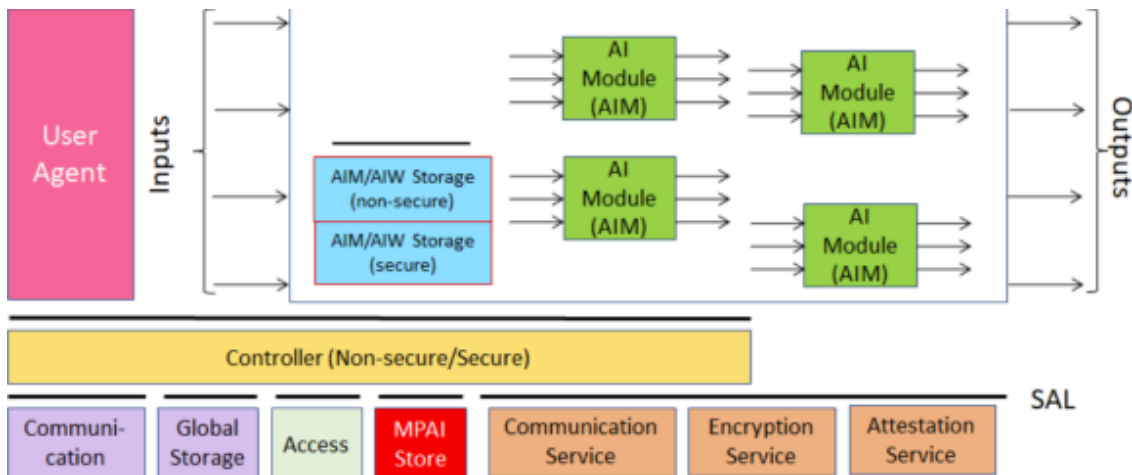 User
Agent
Inputs
AIM/AIW Storage
(non-secure)
AIM/AIW Storage
(secure)
AI
Module
(AIM)
AI
Module
(AIM)
AI
Module
(AIM)
AI
Module
(AIM)
Outputs
Controller (Non-secure/Secure)
SAL
Communi-
cation
Global
Storage
Access
MPAI
Store
Communication
Service
Encryption
Service
Attestation
Service